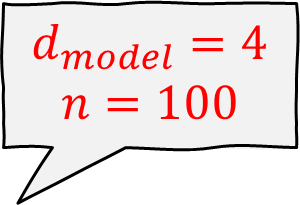 d_model = 4
n = 100